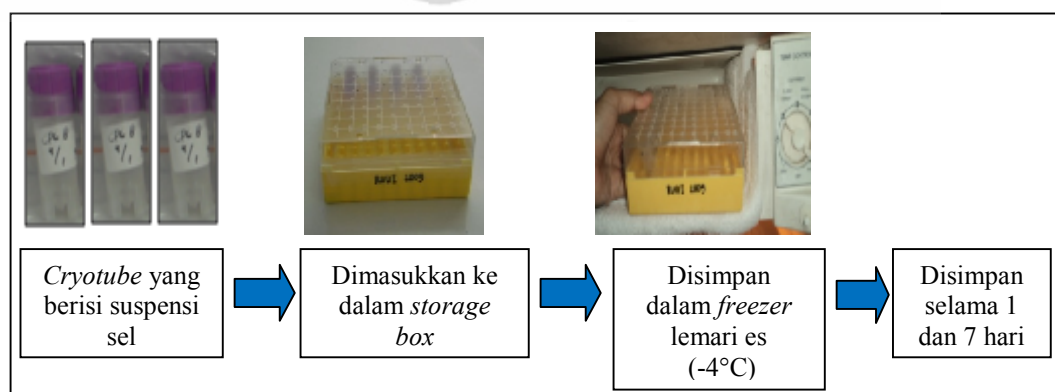 Cryotube yang
berisi suspensi
sel
Dimasukkan ke
dalam storage
box
Disimpan
dalam freezer
lemari es
(-4°C)
Disimpan
selama 1
dan 7 hari